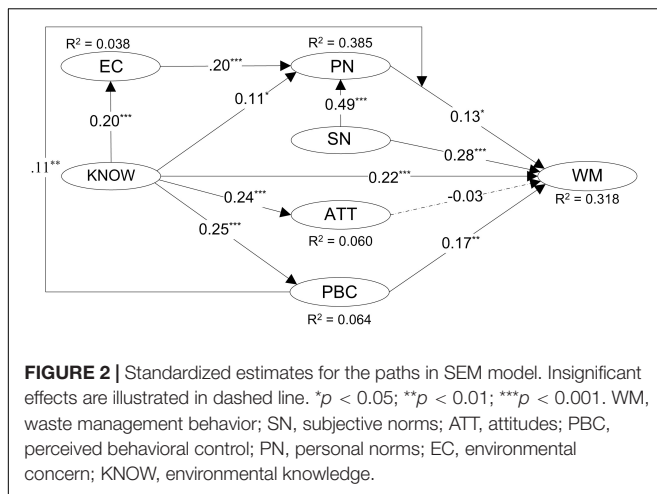 R² = 0.038
R² = 0.385
EC
.20***
PN
0.11*
0.20***
0.49***
0.13*
SN
.11**
0.28***
KNOW
0.22***
WM
0.24***
ATT
-0.03
R² = 0.318
R² = 0.060
0.25***
0.17**
PBC
R² = 0.064
FIGURE 2 | Standardized estimates for the paths in SEM model. Insignificant
effects are illustrated in dashed line. *p < 0.05; **p < 0.01; ***p < 0.001. WM,
waste management behavior; SN, subjective norms; ATT, attitudes; PBC,
perceived behavioral control; PN, personal norms; EC, environmental
concern; KNOW, environmental knowledge.